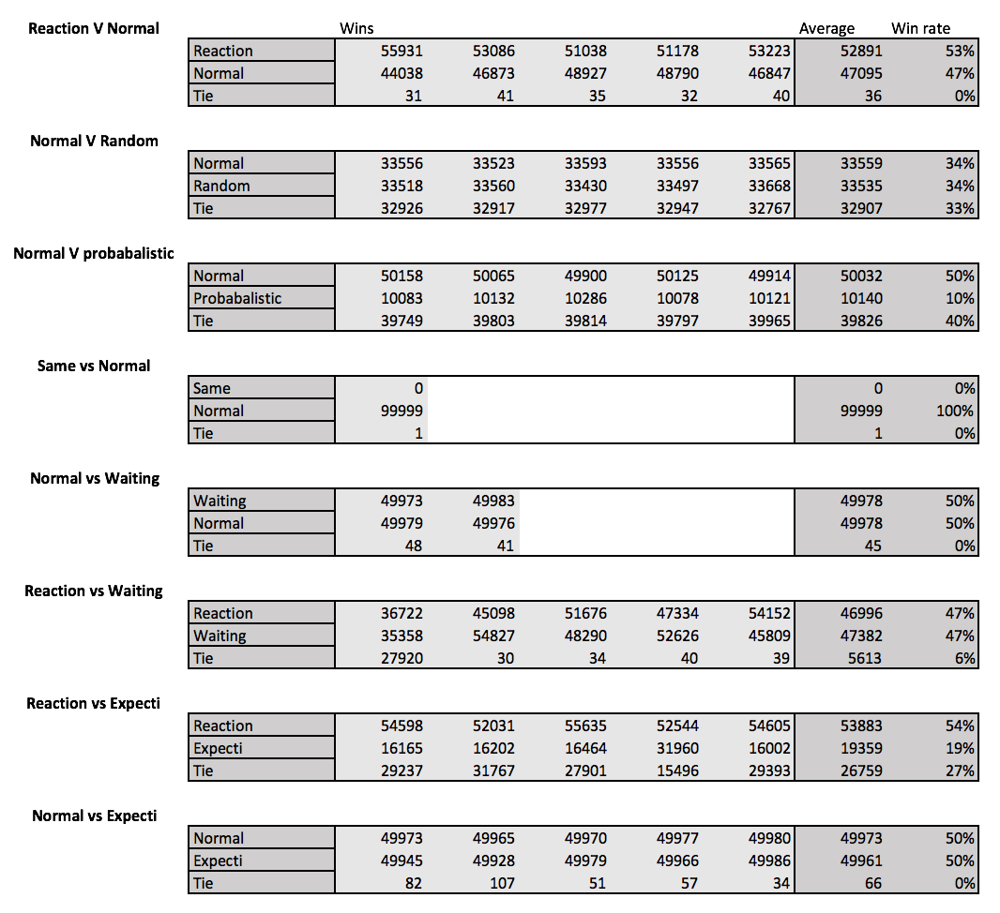 Reaction V Normal Wins Average Win rate
Reaction 55931 53086 51038 51178 53223 52891 53%
Normal 44038 46873 48927 48790 46847 47095 47%
Tie 31 41 35 32 40 36 0%
Normal V Random
Normal 33556 33523 33593 33556 33565 33559 34%
Random 33518 33560 33430 33497 33668 33535 34%
Tie 32926 32917 32977 32947 32767 32907 33%
Normal V probabalistic
Normal 50158 50065 49900 50125 49914 50032 50%
Probabalistic 10083 10132 10286 10078 10121 10140 10%
Tie 39749 39803 39814 39797 39965 39826 40%
Same vs Normal
Same 0 0 0%
Normal 99999 99999 100%
Tie 1 1 0%
Normal vs Waiting
Waiting 49973 49983 49978 50%
Normal 49979 49976 49978 50%
Tie 48 41 45 0%
Reaction vs Waiting
Reaction 36722 45098 51676 47334 54152 46996 47%
Waiting 35358 54827 48290 52626 45809 47382 47%
Tie 27920 30 34 40 39 5613 6%
Reaction vs Expecti
Reaction 54598 52031 55635 52544 54605 53883 54%
Expecti 16165 16202 16464 31960 16002 19359 19%
Tie 29237 31767 27901 15496 29393 26759 27%
Normal vs Expecti
Normal 49973 49965 49970 49977 49980 49973 50%
Expecti 49945 49928 49979 49966 49986 49961 50%
Tie 82 107 51 57 34 66 0%